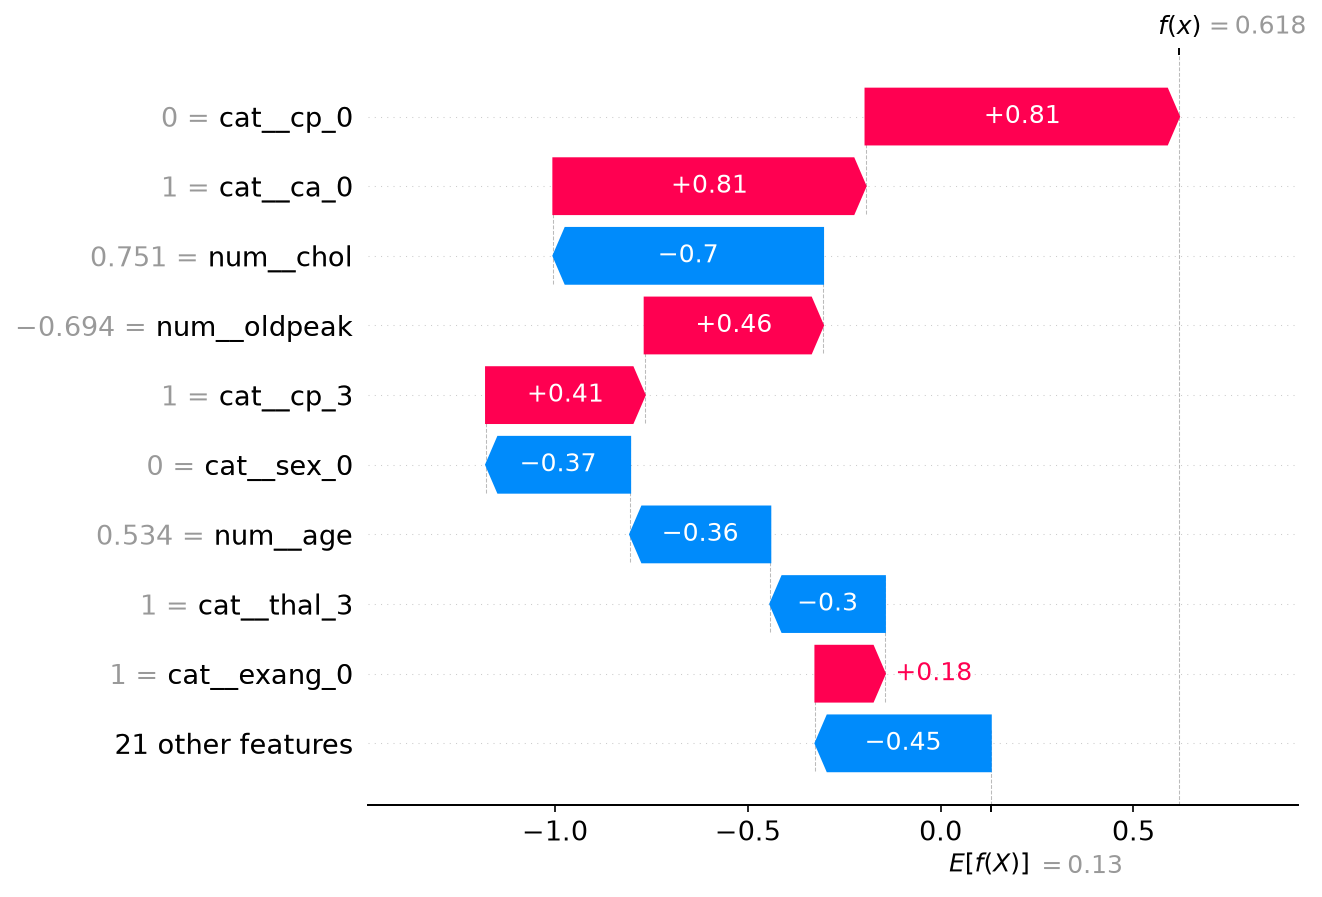 f(x) = 0.618
0 = cat__cp_0 +0.81
1 = cat__ca_0 +0.81
0.751 = num__chol −0.7
−0.694 = num__oldpeak +0.46
1 = cat__cp_3 +0.41
0 = cat__sex_0 −0.37
0.534 = num__age −0.36
1 = cat__thal_3 −0.3
1 = cat__exang_0 +0.18
21 other features −0.45
−1.0 −0.5 0.0 0.5
E[f(X)] = 0.13